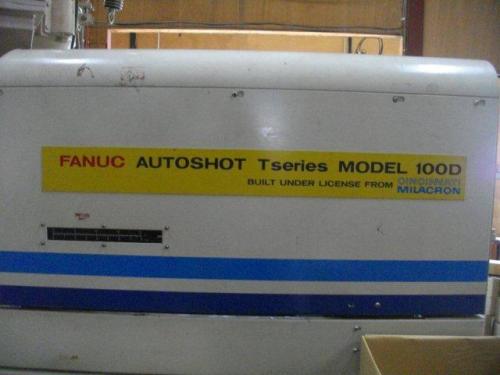 FANUC AUTOSHOT Tseries MODEL 100D
BUILT UNDER LICENSE FROM CINCINNATI MILACRON